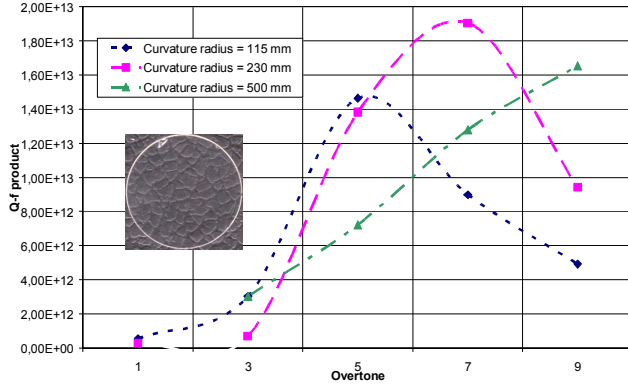 2,00E+13
1,80E+13
1,60E+13
1,40E+13
1,20E+13
1,00E+13
8,00E+12
6,00E+12
4,00E+12
2,00E+12
0,00E+00
Q-f product
Curvature radius = 115 mm
Curvature radius = 230 mm
Curvature radius = 500 mm
1 3 5 7 9
Overtone